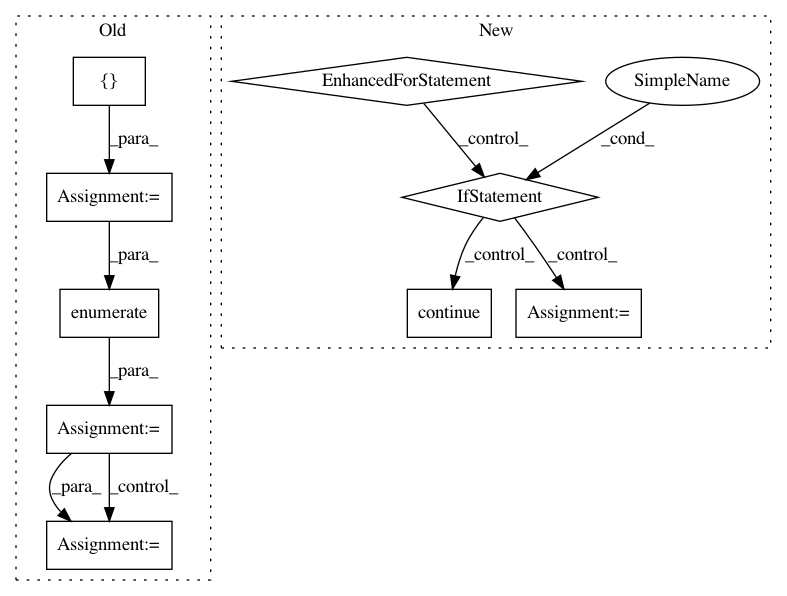 Old
{}
_para_
Assignment:=
_para_
enumerate
_para_
Assignment:=
_para_
_control_
Assignment:=
New
EnhancedForStatement
SimpleName
_control_
_cond_
IfStatement
_control_
_control_
continue
Assignment:=